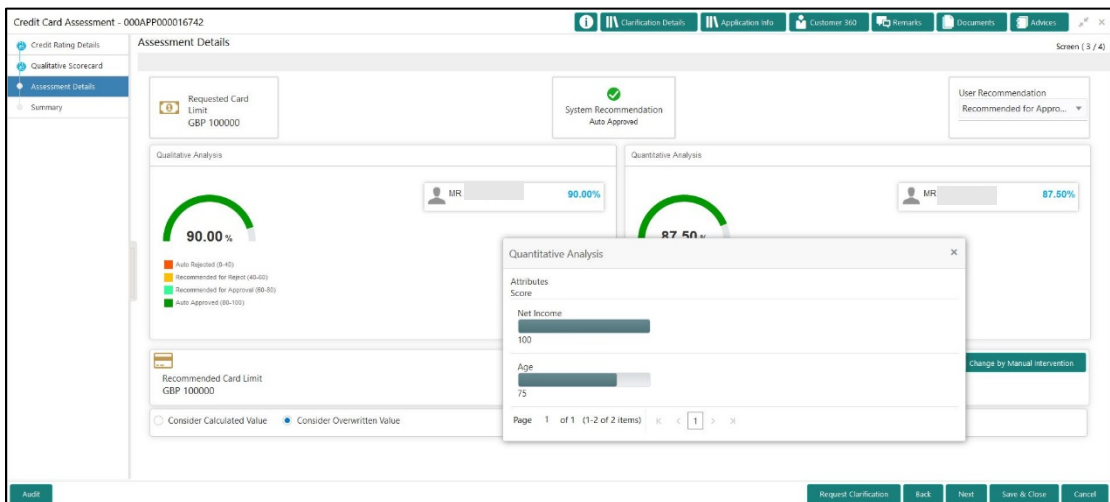 Credit Card Assessment - 000APP000016742
Clarification Details
Application Info
Customer 360
Remarks
Documents
Advices
Credit Rating Details
Qualitative Scorecard
Assessment Details
Summary
Assessment Details
Screen ( 3 / 4)
Requested Card
Limit
GBP 100000
System Recommendation
Auto Approved
User Recommendation
Recommended for Appro...
Qualitative Analysis
MR
90.00%
90.00 %
Auto Rejected (0-40)
Recommended for Reject (40-60)
Recommended for Approval (60-80)
Auto Approved (80-100)
Quantitative Analysis
MR
87.50%
87.50 %
Quantitative Analysis
Attributes
Score
Net Income
100
Age
75
Page 1 of 1 (1-2 of 2 items) 1
Recommended Card Limit
GBP 100000
Change by Manual Intervention
Consider Calculated Value Consider Overwritten Value
Audit
Request Clarification Back Next Save & Close Cancel